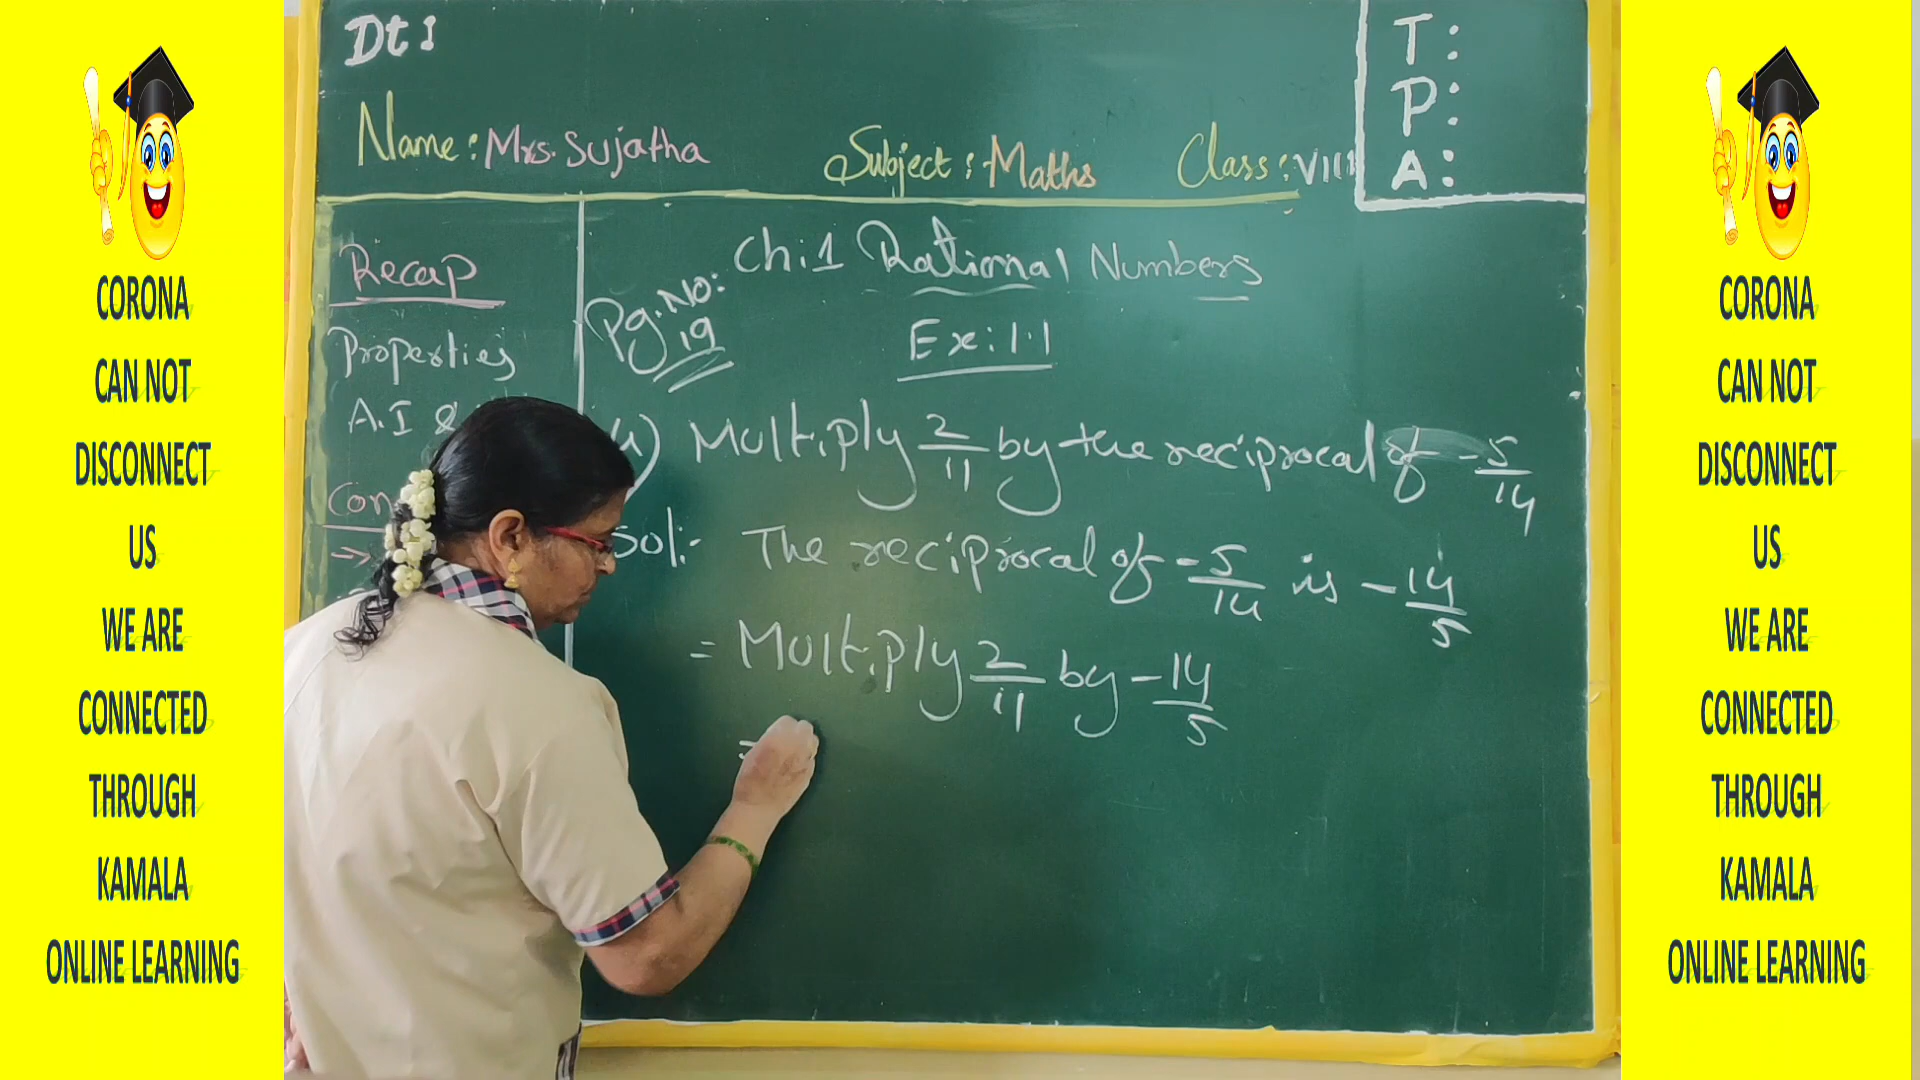 CORONA
CAN NOT
DISCONNECT
US
WE ARE
CONNECTED
THROUGH
KAMALA
ONLINE LEARNING
Dt :
Name: Mrs. Sujatha Subject: Maths Class: VIII
T:
P:
A:
Recap
Properties
A.I &
Con
Ch:1 Rational Numbers
Pg. No:
19
Ex: 1.1
Multiply 2/11 by the reciprocal of -5/14
Sol:- The reciprocal of -5/14 is -14/5
= Multiply 2/11 by -14/5
=
CORONA
CAN NOT
DISCONNECT
US
WE ARE
CONNECTED
THROUGH
KAMALA
ONLINE LEARNING